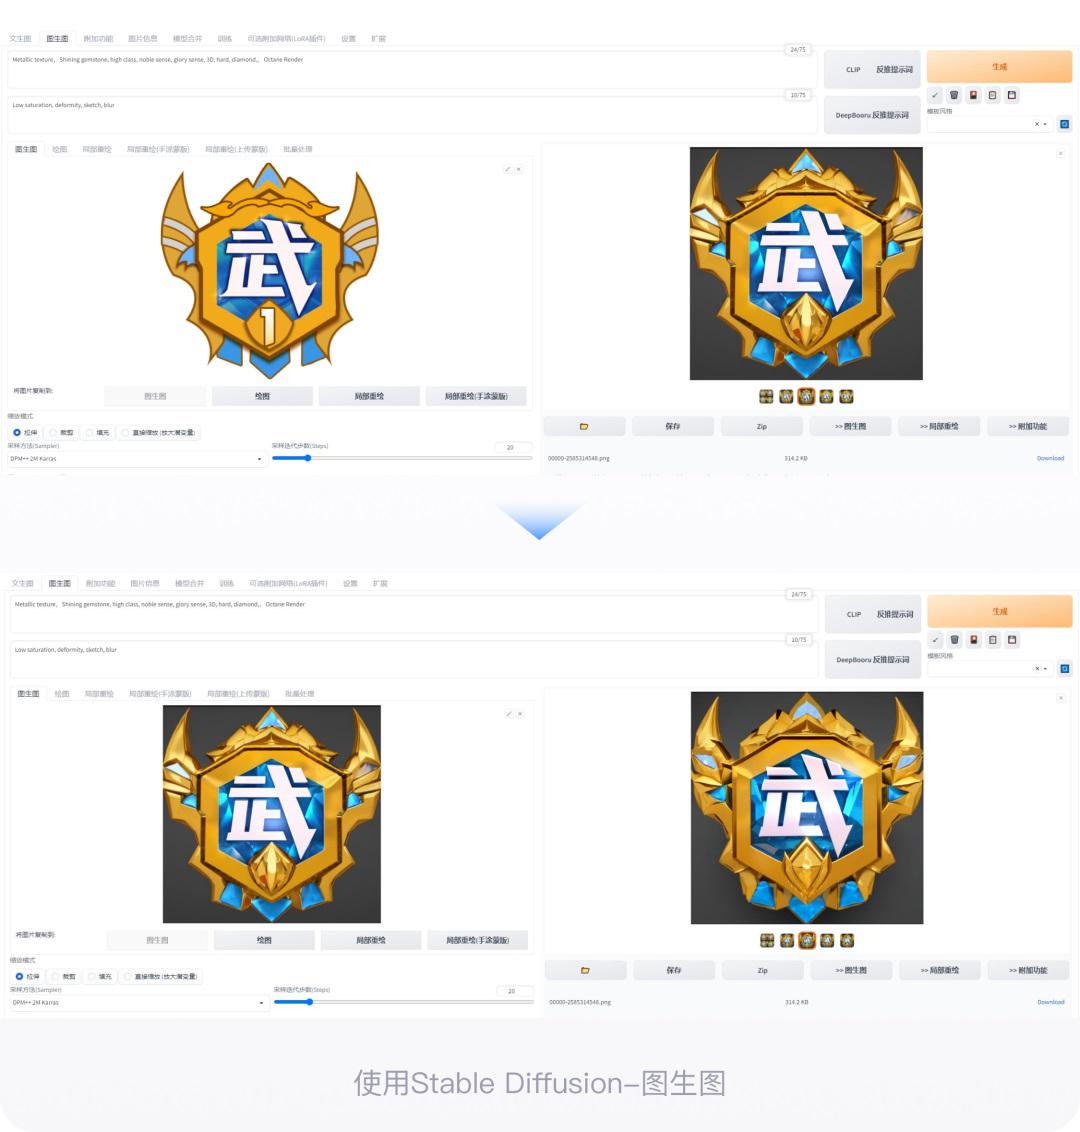 文生图 图生图 附加功能 图片信息 模型合并 训练 可选附加网络(LoRA插件) 设置 扩展
24/75
Metallic texture，Shining gemstone, high class, noble sense, glory sense, 3D, hard, diamond,，Octane Render
CLIP 反推提示词
生成
10/75
Low saturation, deformity, sketch, blur
DeepBooru 反推提示词
模板风格
图生图 绘图 局部重绘 局部重绘(手涂蒙版) 局部重绘(上传蒙版) 批量处理
武
1
武
将图片复制到:
图生图 绘图 局部重绘 局部重绘(手涂蒙版)
缩放模式
拉伸 裁剪 填充 直接缩放 (放大潜变量)
保存 Zip >> 图生图 >> 局部重绘 >> 附加功能
采样方法(Sampler)
采样迭代步数(Steps)
20
DPM++ 2M Karras
00000-2585314546.png 314.2 KB Download
文生图 图生图 附加功能 图片信息 模型合并 训练 可选附加网络(LoRA插件) 设置 扩展
24/75
Metallic texture，Shining gemstone, high class, noble sense, glory sense, 3D, hard, diamond,，Octane Render
CLIP 反推提示词
生成
10/75
Low saturation, deformity, sketch, blur
DeepBooru 反推提示词
模板风格
图生图 绘图 局部重绘 局部重绘(手涂蒙版) 局部重绘(上传蒙版) 批量处理
武
武
将图片复制到:
图生图 绘图 局部重绘 局部重绘(手涂蒙版)
缩放模式
拉伸 裁剪 填充 直接缩放 (放大潜变量)
保存 Zip >> 图生图 >> 局部重绘 >> 附加功能
采样方法(Sampler)
采样迭代步数(Steps)
20
DPM++ 2M Karras
00000-2585314546.png 314.2 KB Download
使用Stable Diffusion–图生图